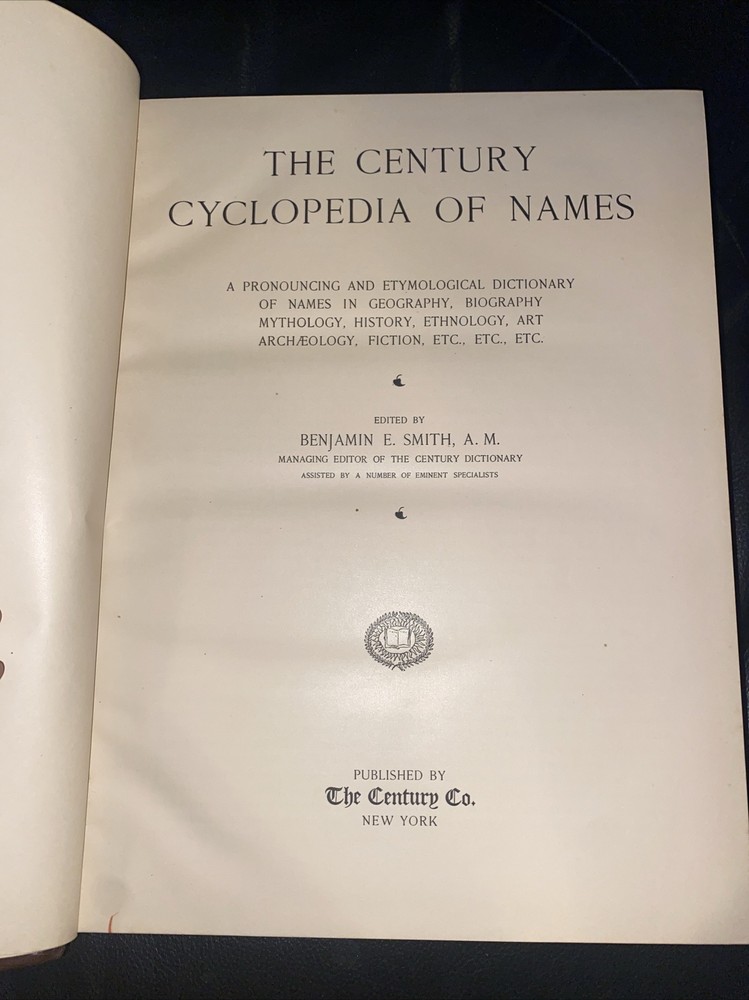 THE CENTURY
CYCLOPEDIA OF NAMES
A PRONOUNCING AND ETYMOLOGICAL DICTIONARY
OF NAMES IN GEOGRAPHY, BIOGRAPHY
MYTHOLOGY, HISTORY, ETHNOLOGY, ART
ARCHÆOLOGY, FICTION, ETC., ETC., ETC.
EDITED BY
BENJAMIN E. SMITH, A. M.
MANAGING EDITOR OF THE CENTURY DICTIONARY
ASSISTED BY A NUMBER OF EMINENT SPECIALISTS
PUBLISHED BY
The Century Co.
NEW YORK